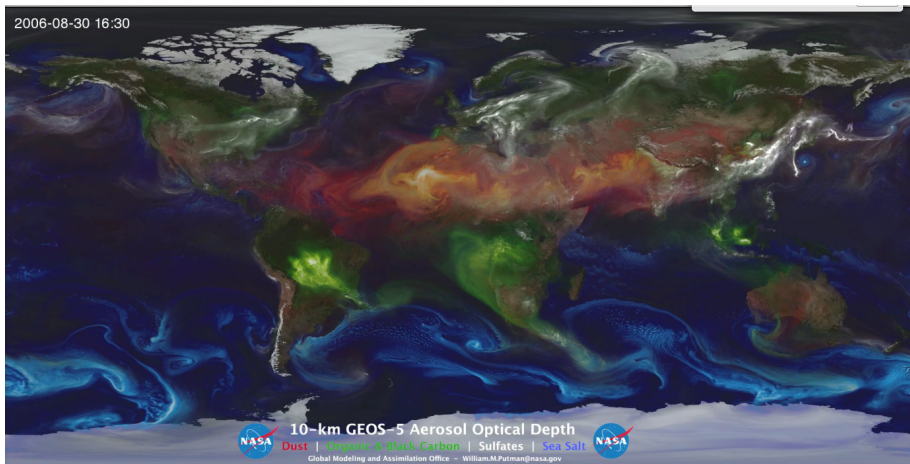 2006-08-30 16:30
10-km GEOS-5 Aerosol Optical Depth
NASA
NASA
Dust | Organic & Black Carbon | Sulfates | Sea Salt
Global Modeling and Assimilation Office - William.M.Putman@nasa.gov